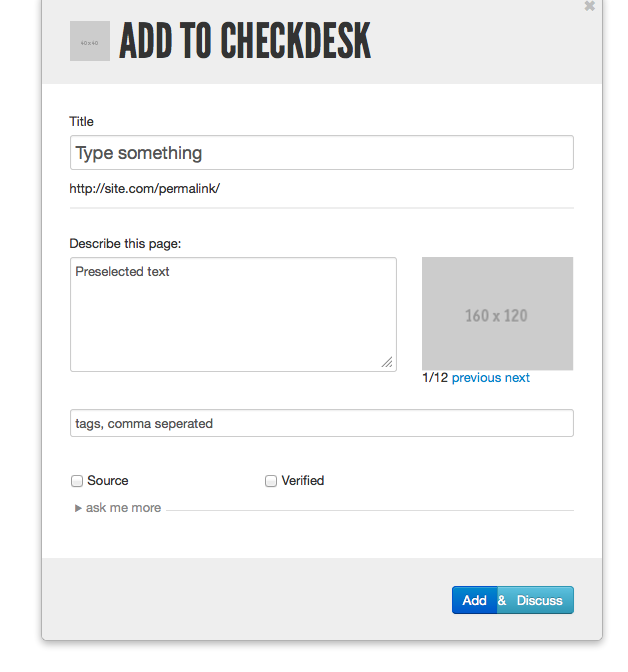 40 x 40
ADD TO CHECKDESK
Title
Type something
http://site.com/permalink/
Describe this page:
Preselected text
160 x 120
1/12 previous next
tags, comma seperated
Source
Verified
ask me more
Add & Discuss